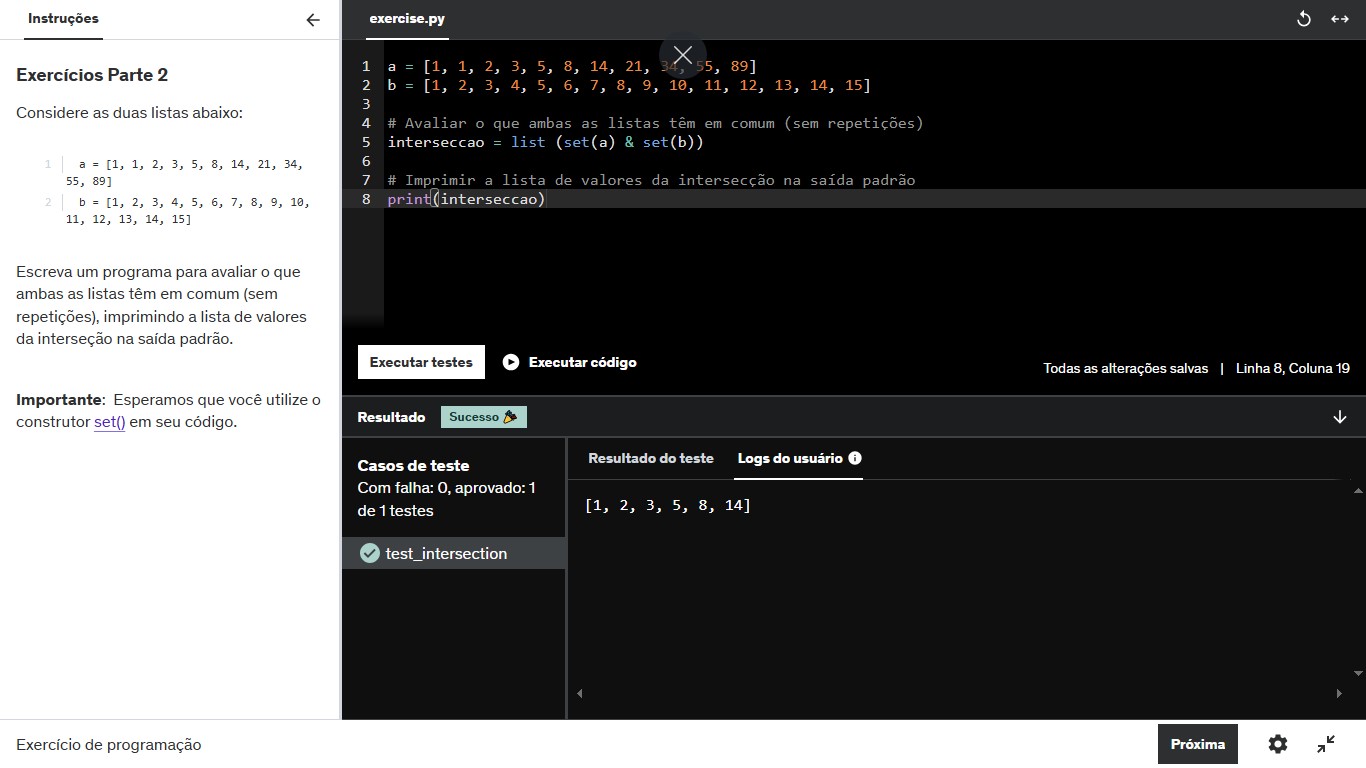 Instruções
Exercícios Parte 2
Considere as duas listas abaixo:
1 a = [1, 1, 2, 3, 5, 8, 14, 21, 34,
55, 89]
2 b = [1, 2, 3, 4, 5, 6, 7, 8, 9, 10,
11, 12, 13, 14, 15]
Escreva um programa para avaliar o que
ambas as listas têm em comum (sem
repetições), imprimindo a lista de valores
da interseção na saída padrão.
Importante: Esperamos que você utilize o
construtor set() em seu código.
exercise.py
1 a = [1, 1, 2, 3, 5, 8, 14, 21, 34, 55, 89]
2 b = [1, 2, 3, 4, 5, 6, 7, 8, 9, 10, 11, 12, 13, 14, 15]
3
4 # Avaliar o que ambas as listas têm em comum (sem repetições)
5 interseccao = list (set(a) & set(b))
6
7 # Imprimir a lista de valores da intersecção na saída padrão
8 print(interseccao)
Executar testes
Executar código
Todas as alterações salvas | Linha 8, Coluna 19
Resultado
Sucesso
Casos de teste
Com falha: 0, aprovado: 1
de 1 testes
test_intersection
Resultado do teste
Logs do usuário
[1, 2, 3, 5, 8, 14]
Exercício de programação
Próxima